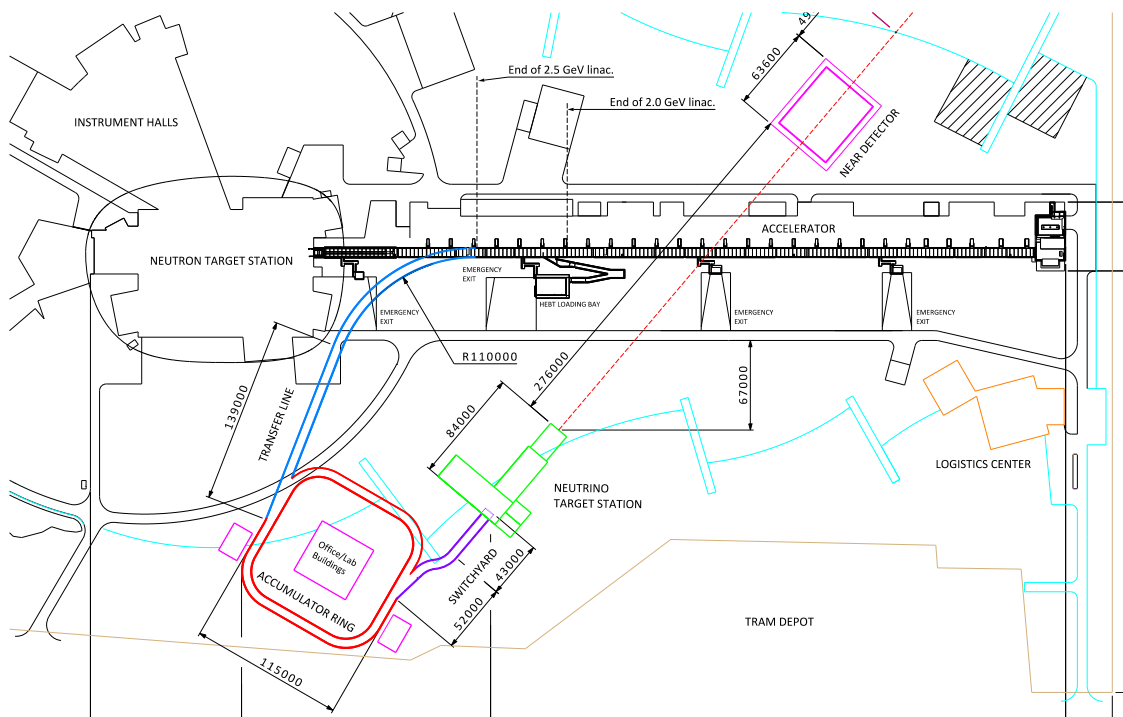 49
63600
End of 2.5 GeV linac.
End of 2.0 GeV linac.
INSTRUMENT HALLS
NEAR DETECTOR
ACCELERATOR
NEUTRON TARGET STATION
EMERGENCY
EXIT
HEBT LOADING BAY
EMERGENCY
EXIT
EMERGENCY
EXIT
EMERGENCY
EXIT
R110000
276000
67000
139000
TRANSFER LINE
84000
LOGISTICS CENTER
NEUTRINO
TARGET STATION
Office/Lab
Buildings
ACCUMULATOR RING
SWITCHYARD
43000
52000
TRAM DEPOT
115000